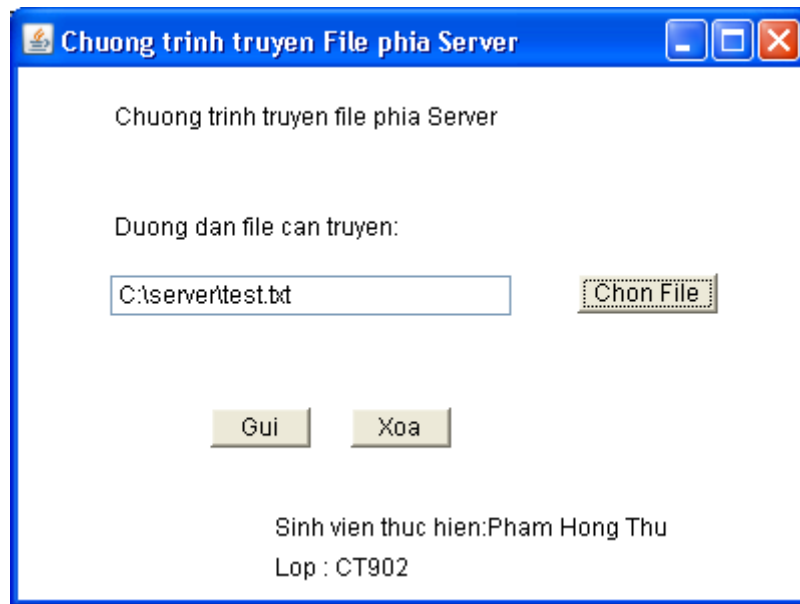 Chuong trinh truyen File phia Server
Chuong trinh truyen file phia Server
Duong dan file can truyen:
C:\server\test.txt
Chon File
Gui Xoa
Sinh vien thuc hien:Pham Hong Thu
Lop : CT902